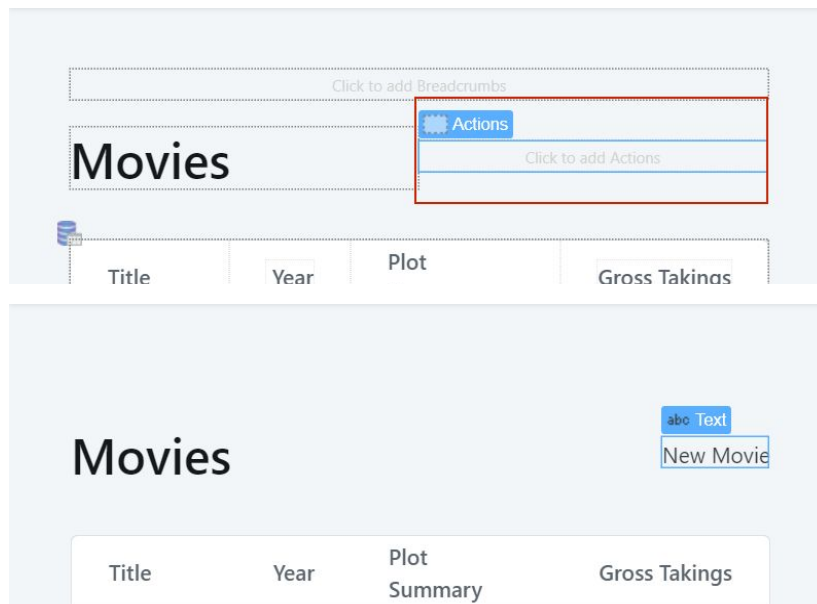 Click to add Breadcrumbs
Actions
Movies
Click to add Actions
Title Year Plot Gross Takings
abc Text
Movies
New Movie
Title Year Plot Summary Gross Takings